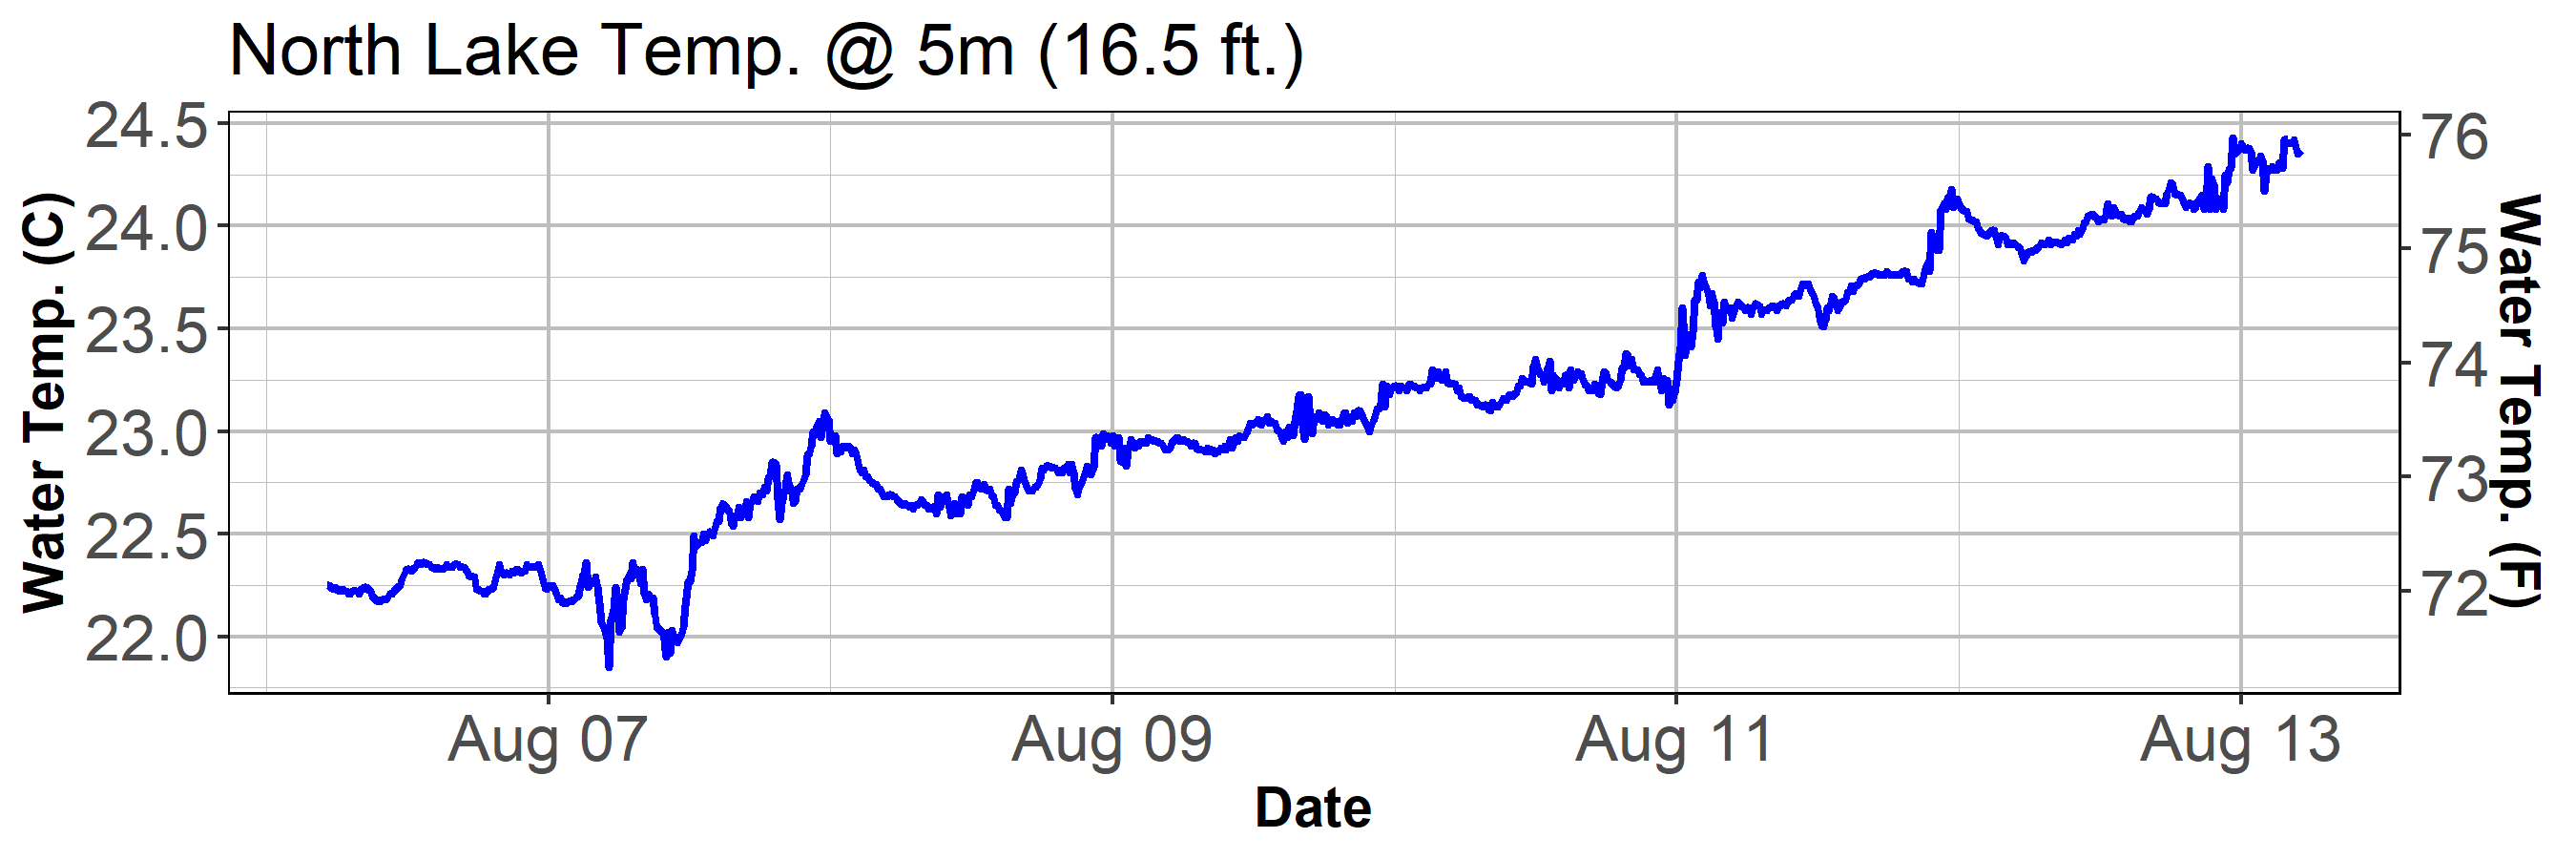 North Lake Temp. @ 5m (16.5 ft.)
Water Temp. (C)
24.5
24.0
23.5
23.0
22.5
22.0
76
75
74
73
72
Water Temp. (F)
Aug 07
Aug 09
Aug 11
Aug 13
Date